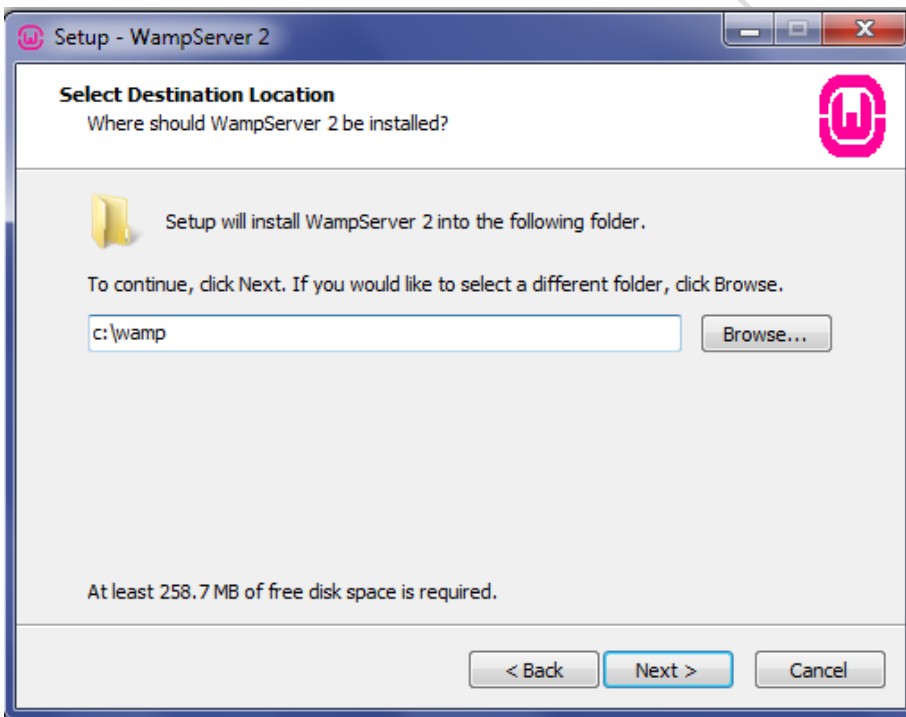 Setup - WampServer 2
Select Destination Location
Where should WampServer 2 be installed?
Setup will install WampServer 2 into the following folder.
To continue, click Next. If you would like to select a different folder, click Browse.
c:\wamp
Browse...
At least 258.7 MB of free disk space is required.
< Back
Next >
Cancel